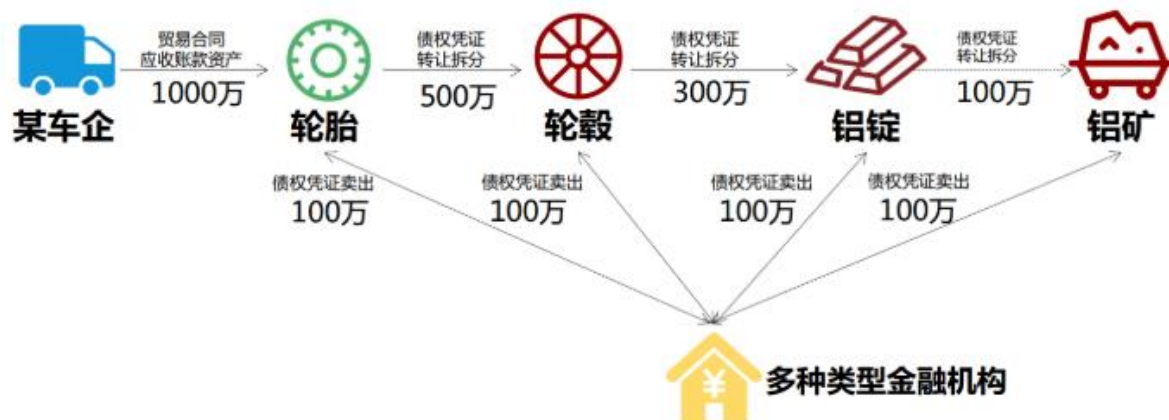 贸易合同
应收账款资产
1000万
债权凭证
转让拆分
500万
债权凭证
转让拆分
300万
债权凭证
转让拆分
100万
某车企
轮胎
轮毂
铝锭
铝矿
债权凭证卖出
100万
债权凭证卖出
100万
债权凭证卖出
100万
债权凭证卖出
100万
¥
多种类型金融机构